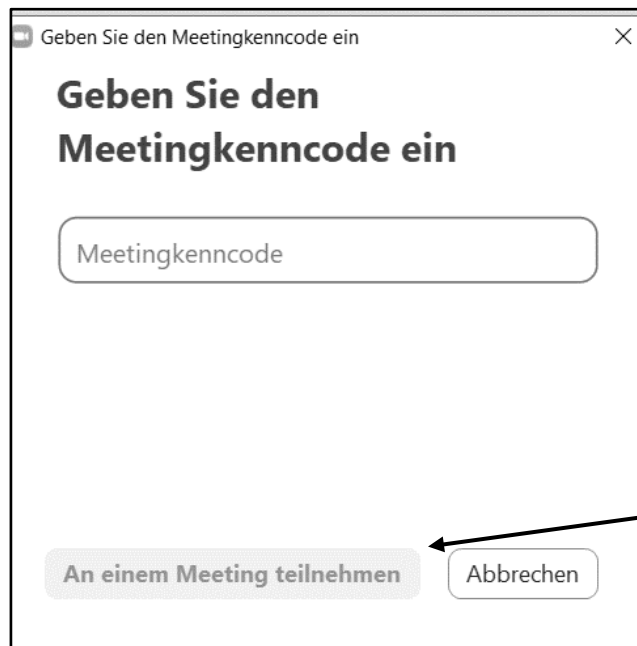 Geben Sie den Meetingkenncode ein
Geben Sie den
Meetingkenncode ein
Meetingkenncode
An einem Meeting teilnehmen
Abbrechen